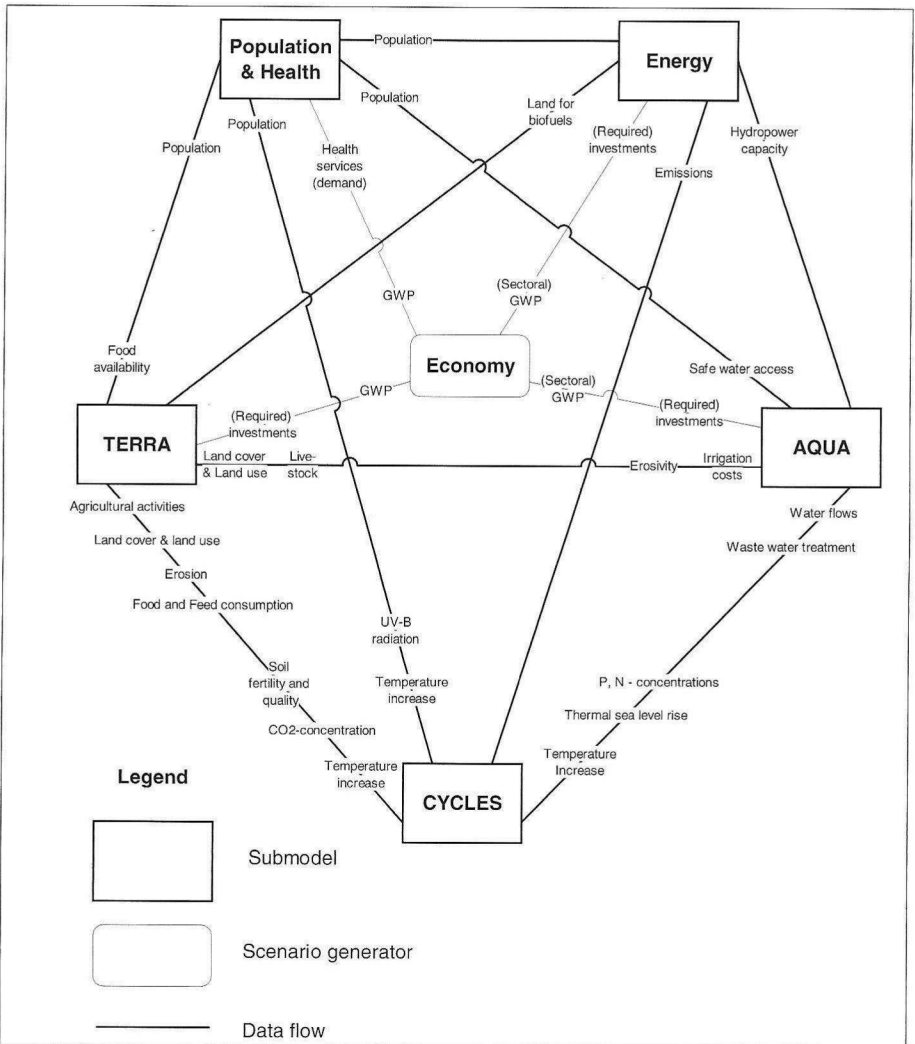 Population
& Health
Population
Energy
Population
Land for
biofuels
Population
Population
Health
services
(demand)
(Required)
investments
Hydropower
capacity
Emissions
GWP
(Sectoral)
GWP
Food
availability
Economy
Safe water access
(Sectoral)
GWP
GWP
(Required)
investments
(Required)
investments
TERRA
AQUA
Land cover
& Land use
Live-
stock
Erosivity
Irrigation
costs
Agricultural activities
Water flows
Land cover & land use
Waste water treatment
Erosion
Food and Feed consumption
UV-B
radiation
Soil
fertility and
quality
Temperature
increase
P, N - concentrations
Thermal sea level rise
CO2-concentration
Temperature
increase
Temperature
Increase
CYCLES
Legend
Submodel
Scenario generator
Data flow